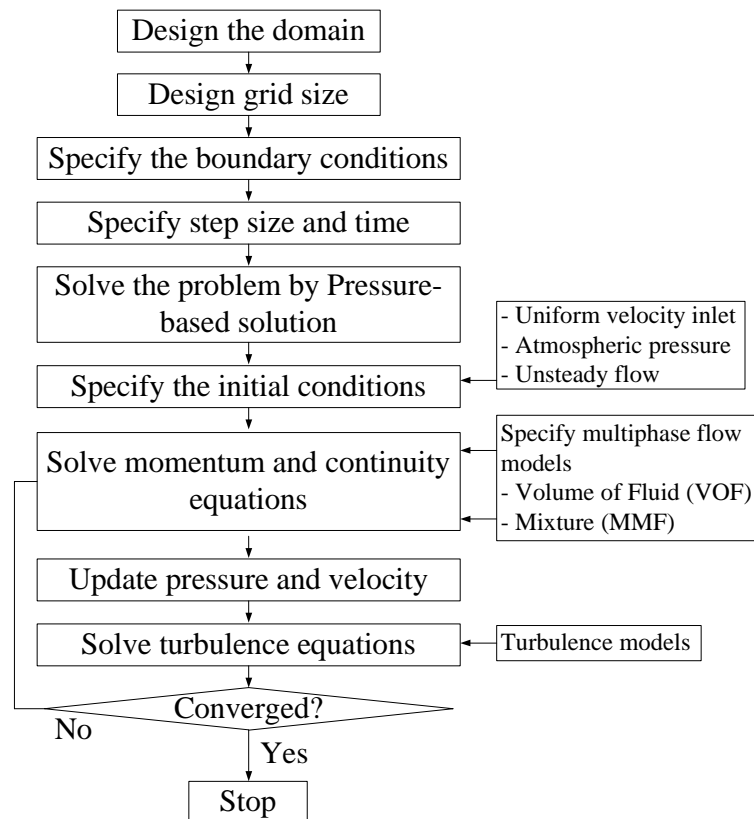 Design the domain
Design grid size
Specify the boundary conditions
Specify step size and time
Solve the problem by Pressure-
based solution
- Uniform velocity inlet
- Atmospheric pressure
- Unsteady flow
Specify the initial conditions
Specify multiphase flow
models
- Volume of Fluid (VOF)
- Mixture (MMF)
Solve momentum and continuity
equations
Update pressure and velocity
Solve turbulence equations
Turbulence models
Converged?
No
Yes
Stop